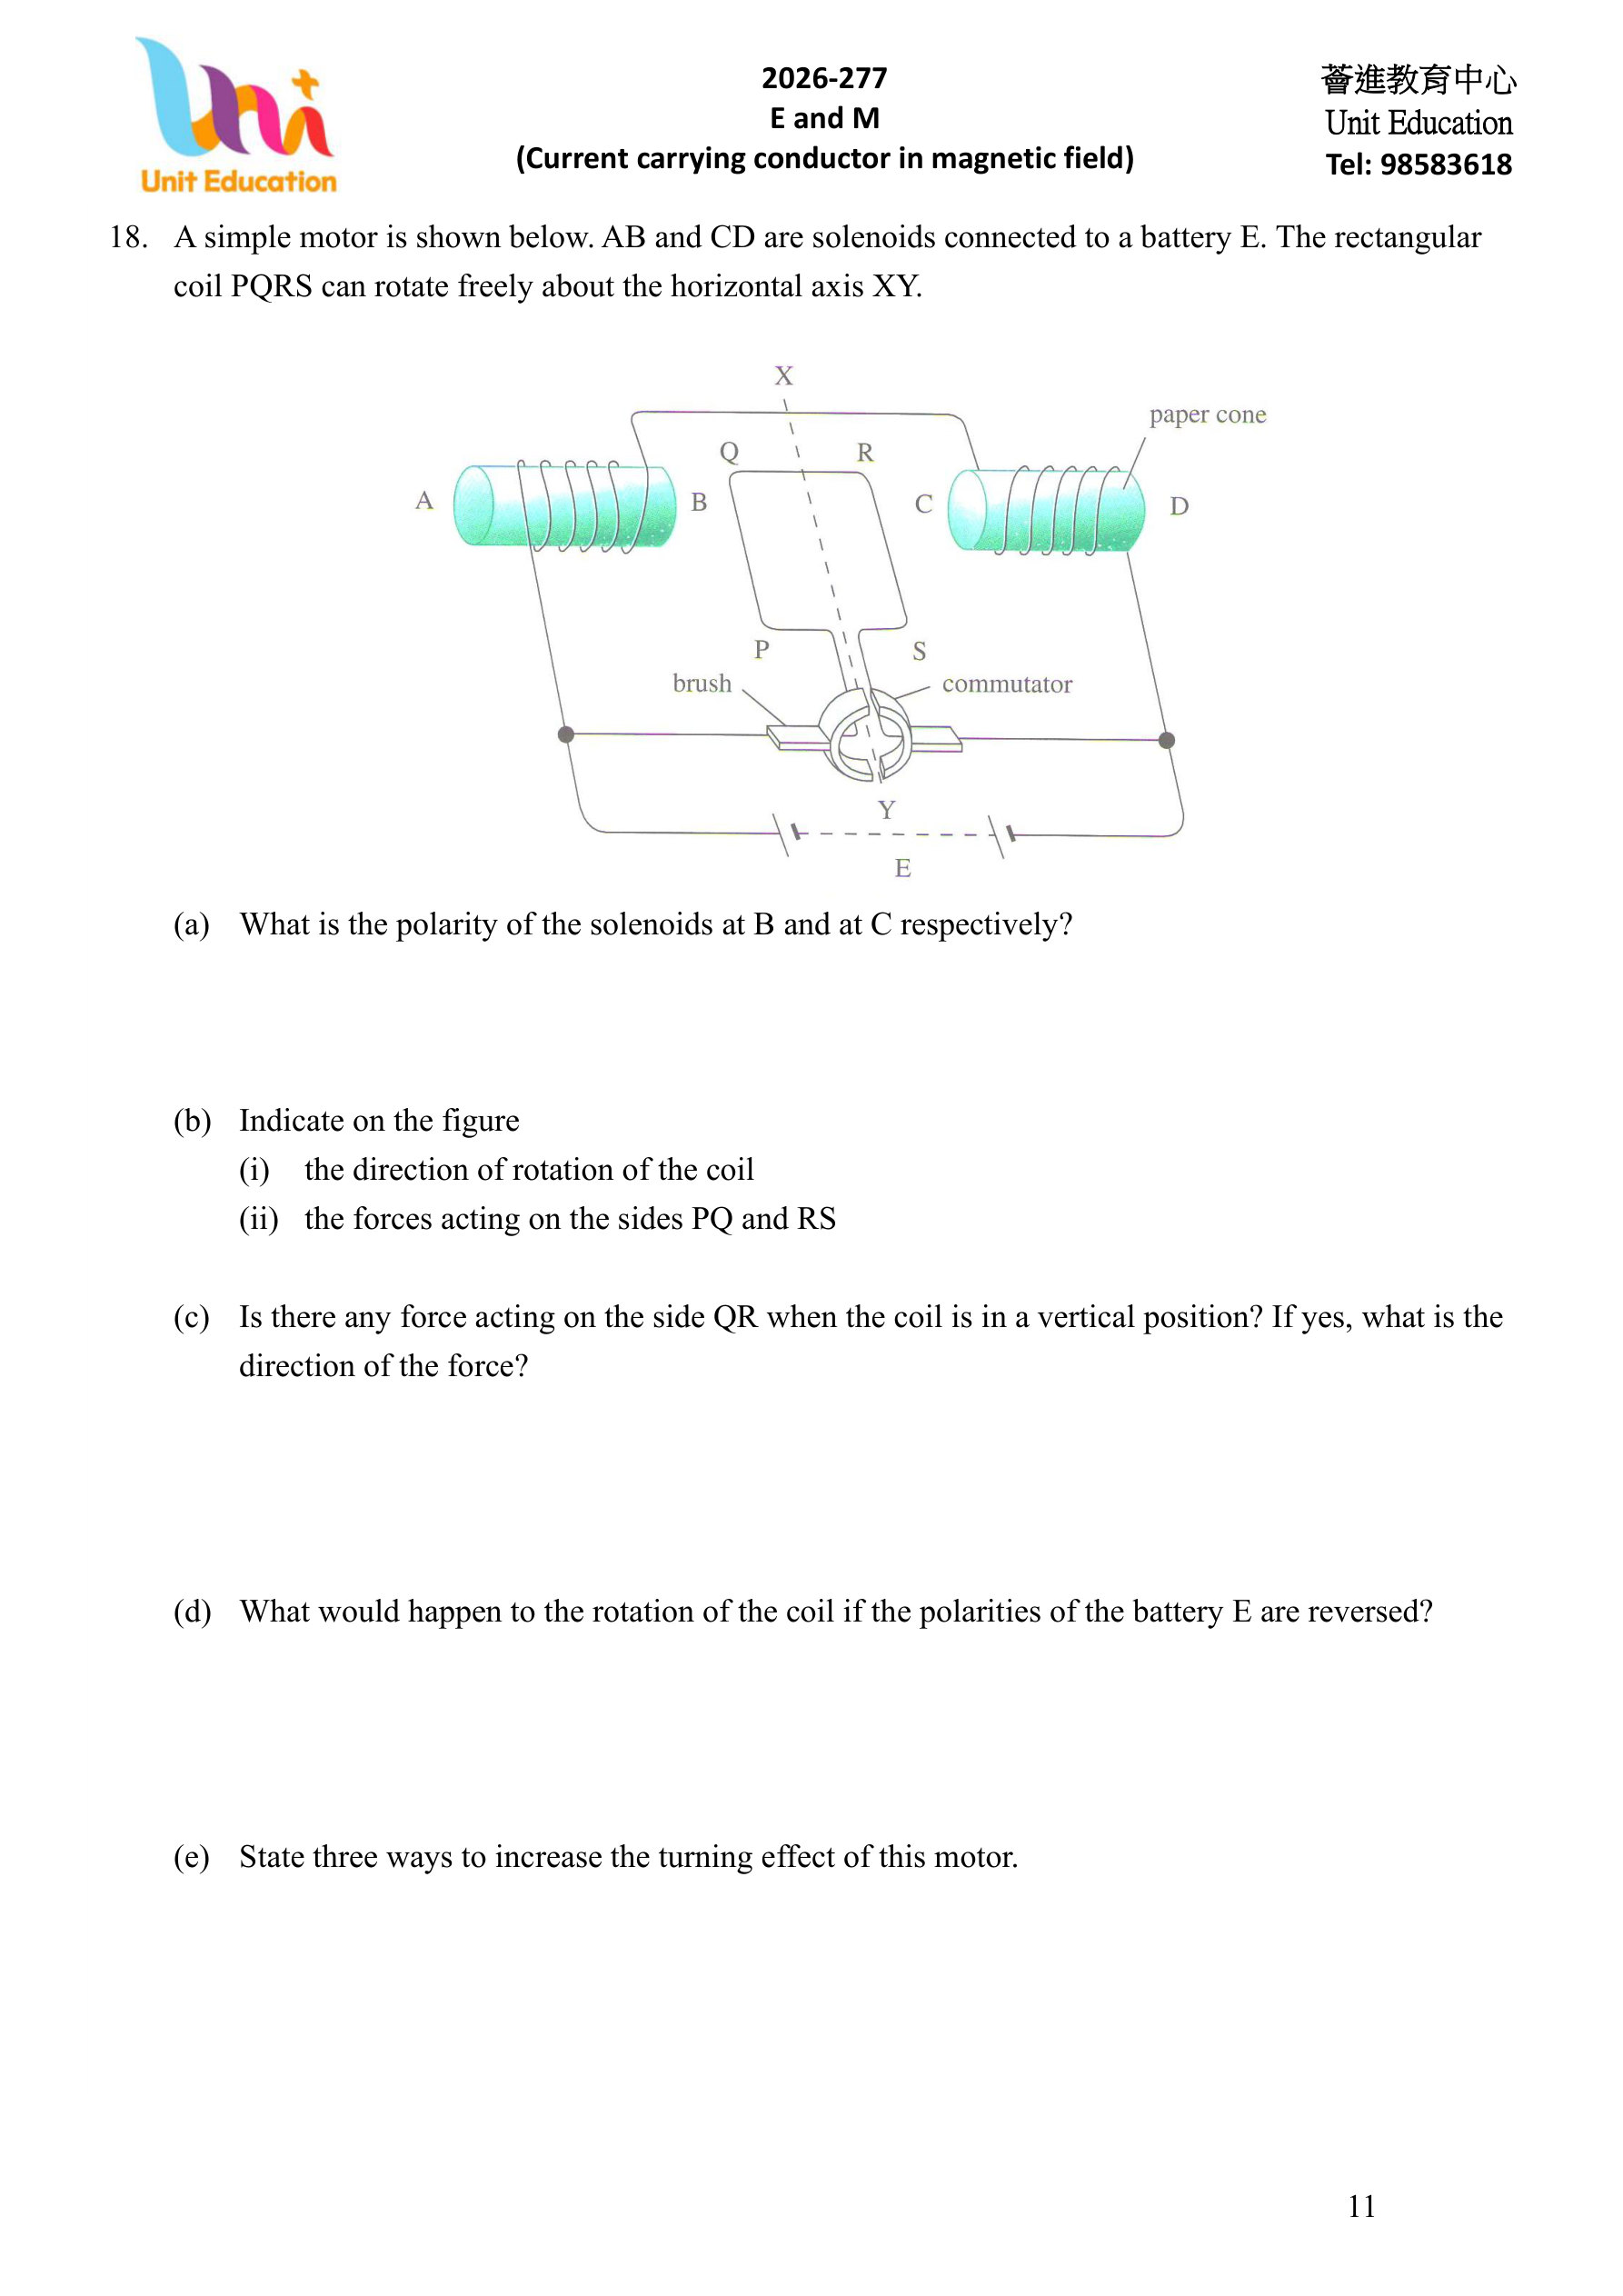 Unit Education
2026-277
E and M
(Current carrying conductor in magnetic field)
薈進教育中心
Unit Education
Tel: 98583618
18. A simple motor is shown below. AB and CD are solenoids connected to a battery E. The rectangular
coil PQRS can rotate freely about the horizontal axis XY.
X
paper cone
Q R
A B C D
P S
brush commutator
Y
E
(a) What is the polarity of the solenoids at B and at C respectively?
(b) Indicate on the figure
(i) the direction of rotation of the coil
(ii) the forces acting on the sides PQ and RS
(c) Is there any force acting on the side QR when the coil is in a vertical position? If yes, what is the
direction of the force?
(d) What would happen to the rotation of the coil if the polarities of the battery E are reversed?
(e) State three ways to increase the turning effect of this motor.
11